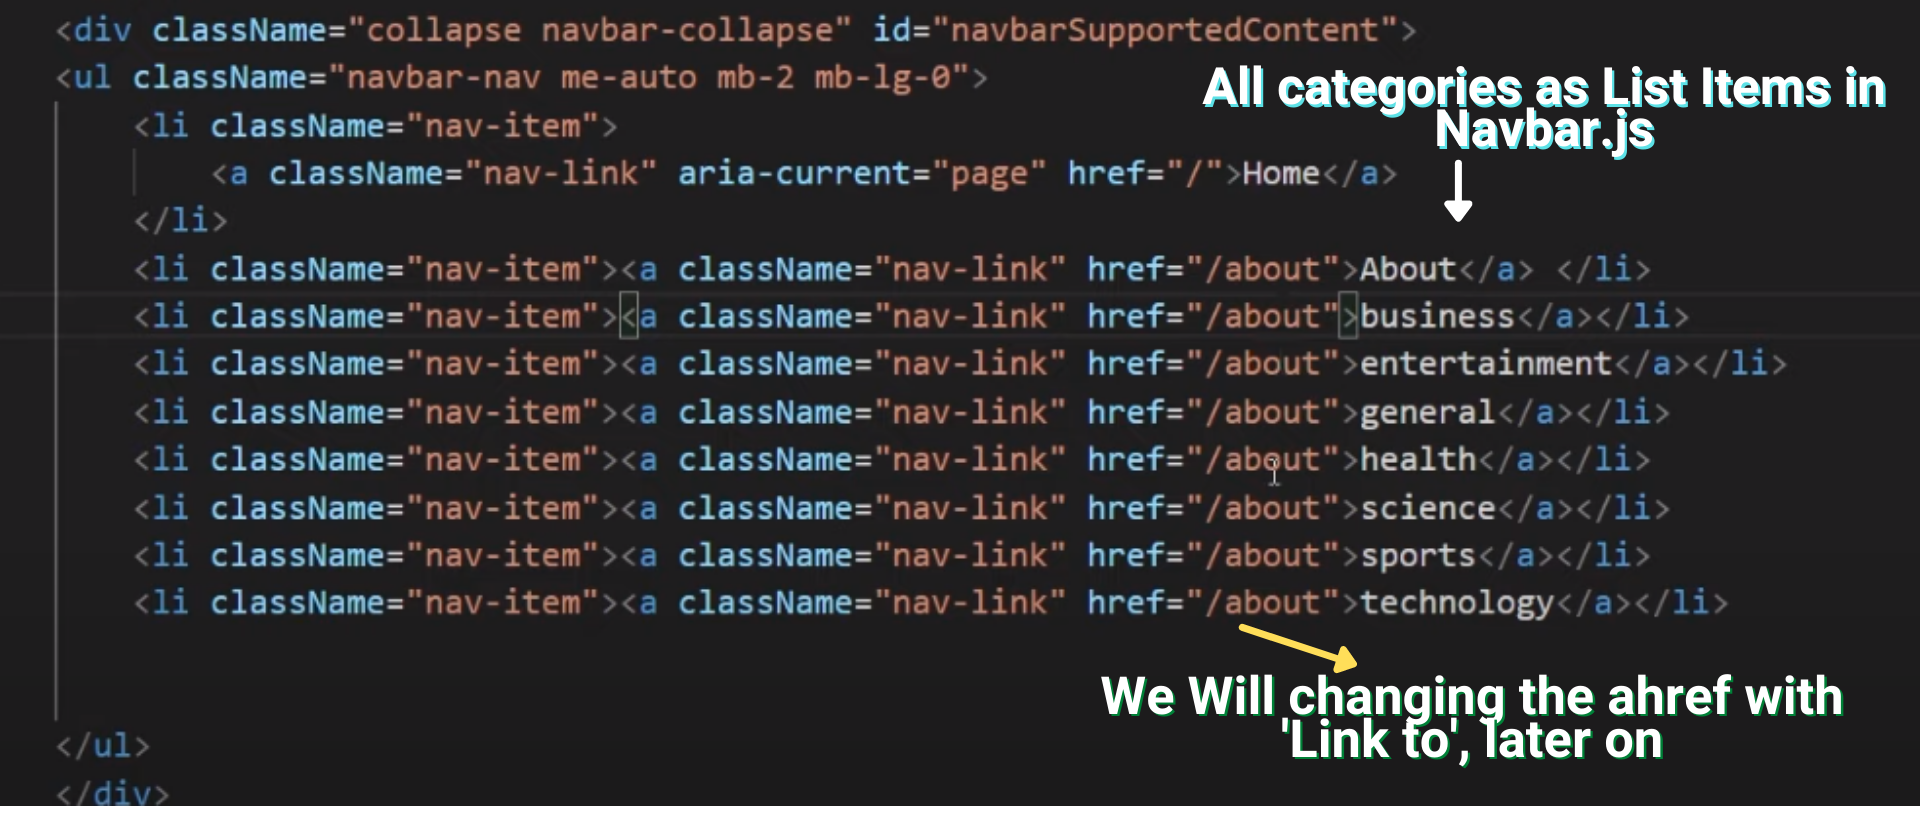 <div className="collapse navbar-collapse" id="navbarSupportedContent">
<ul className="navbar-nav me-auto mb-2 mb-lg-0">
All categories as List Items in
Navbar.js
<li className="nav-item">
<a className="nav-link" aria-current="page" href="/">Home</a>
</li>
<li className="nav-item"><a className="nav-link" href="/about">About</a> </li>
<li className="nav-item"><a className="nav-link" href="/about">business</a></li>
<li className="nav-item"><a className="nav-link" href="/about">entertainment</a></li>
<li className="nav-item"><a className="nav-link" href="/about">general</a></li>
<li className="nav-item"><a className="nav-link" href="/about">health</a></li>
<li className="nav-item"><a className="nav-link" href="/about">science</a></li>
<li className="nav-item"><a className="nav-link" href="/about">sports</a></li>
<li className="nav-item"><a className="nav-link" href="/about">technology</a></li>
We Will changing the ahref with
'Link to', later on
</ul>
</div>